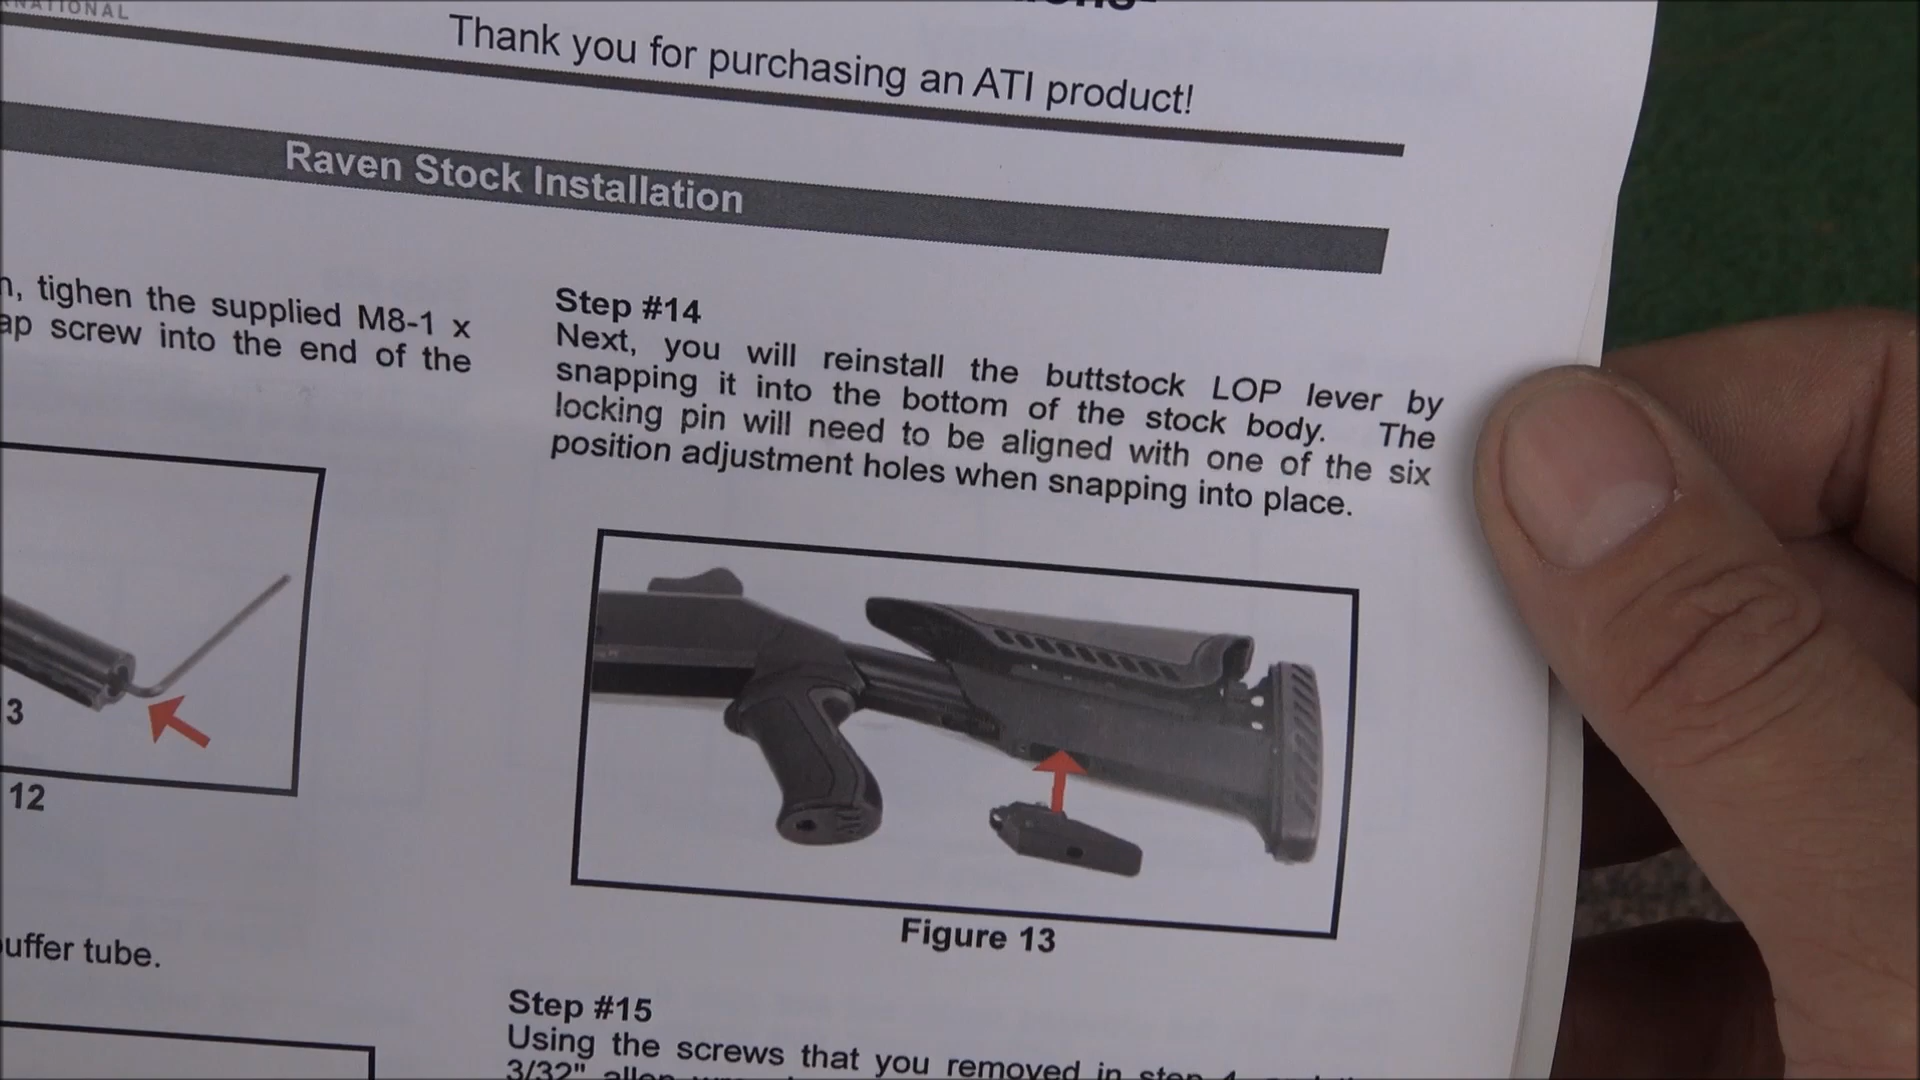 NATIONAL
Thank you for purchasing an ATI product!
Raven Stock Installation
tighen the supplied M8-1 x
screw into the end of the
3
12
tube.
Step #14
Next, you will reinstall the buttstock LOP lever by
snapping it into the bottom of the stock body. The
locking pin will need to be aligned with one of the six
position adjustment holes when snapping into place.
Figure 13
Step #15
Using the screws that you removed in step
3/32"